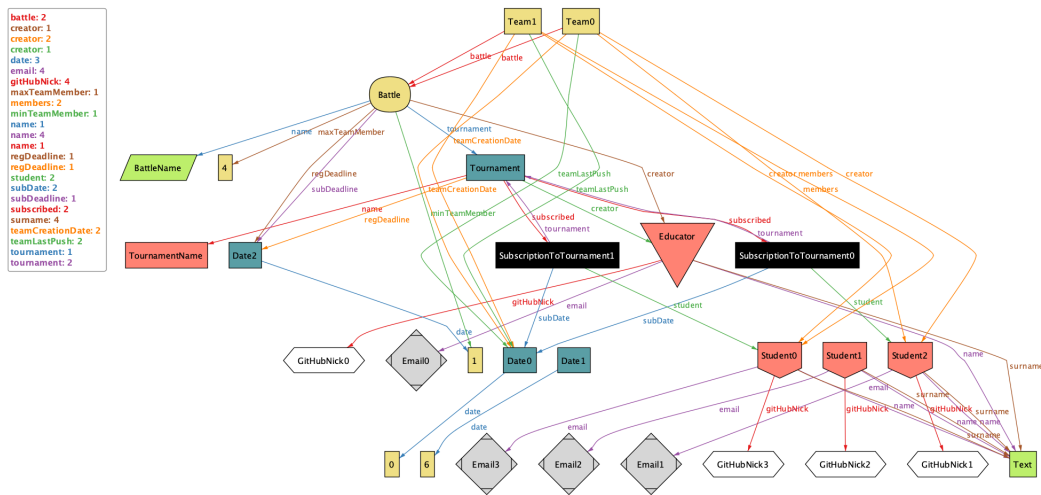 battle: 2
creator: 1
creator: 2
creator: 1
date: 3
email: 4
gitHubNick: 4
maxTeamMember: 1
members: 2
minTeamMember: 1
name: 1
name: 4
name: 1
regDeadline: 1
regDeadline: 1
student: 2
subDate: 2
subDeadline: 1
subscribed: 2
surname: 4
teamCreationDate: 2
teamLastPush: 2
tournament: 1
tournament: 2
Team1
Team0
battle
battle
Battle
name
maxTeamMember
tournament
teamCreationDate
BattleName
4
Tournament
regDeadline
subDeadline
teamCreationDate
teamLastPush
teamLastPush
creator
creator
members
members
creator
name
regDeadline
minTeamMember
creator
subscribed
tournament
subscribed
tournament
TournamentName
Date2
SubscriptionToTournament1
Educator
SubscriptionToTournament0
gitHubNick
email
subDate
student
subDate
student
date
name
surname
GitHubNick0
Email0
1
Date0
Date1
Student0
Student1
Student2
date
date
email
email
email
gitHubNick
gitHubNick
gitHubNick
name
surname
surname
name
name
surname
0
6
Email3
Email2
Email1
GitHubNick3
GitHubNick2
GitHubNick1
Text